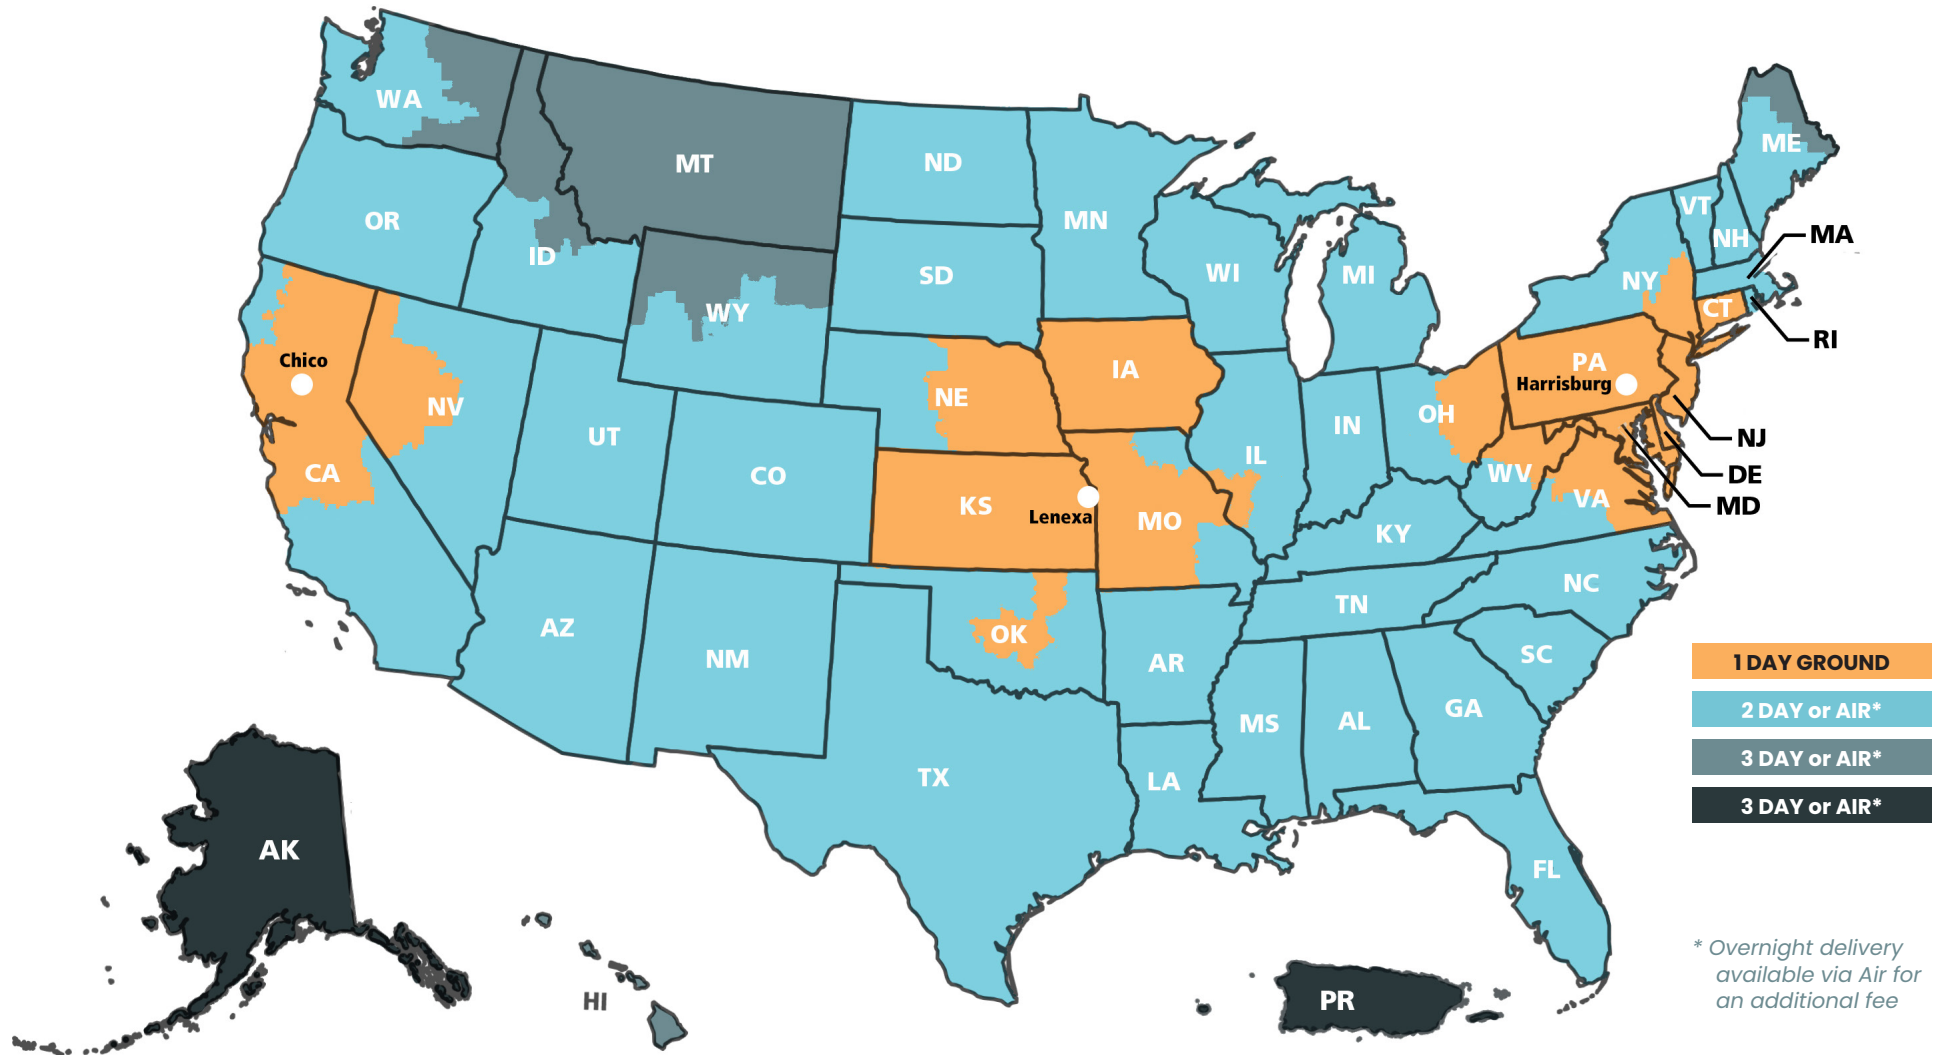 WA
MT
ND
MN
ME
OR
ID
SD
WI
MI
NY
VT
NH
MA
WY
CT
RI
Chico
NV
UT
CO
NE
IA
IL
IN
OH
PA
Harrisburg
NJ
DE
MD
CA
KS
Lenexa
MO
WV
VA
KY
AZ
NM
OK
AR
TN
NC
SC
MS
AL
GA
TX
LA
FL
AK
HI
PR
1 DAY GROUND
2 DAY or AIR*
3 DAY or AIR*
3 DAY or AIR*
* Overnight delivery
available via Air for
an additional fee